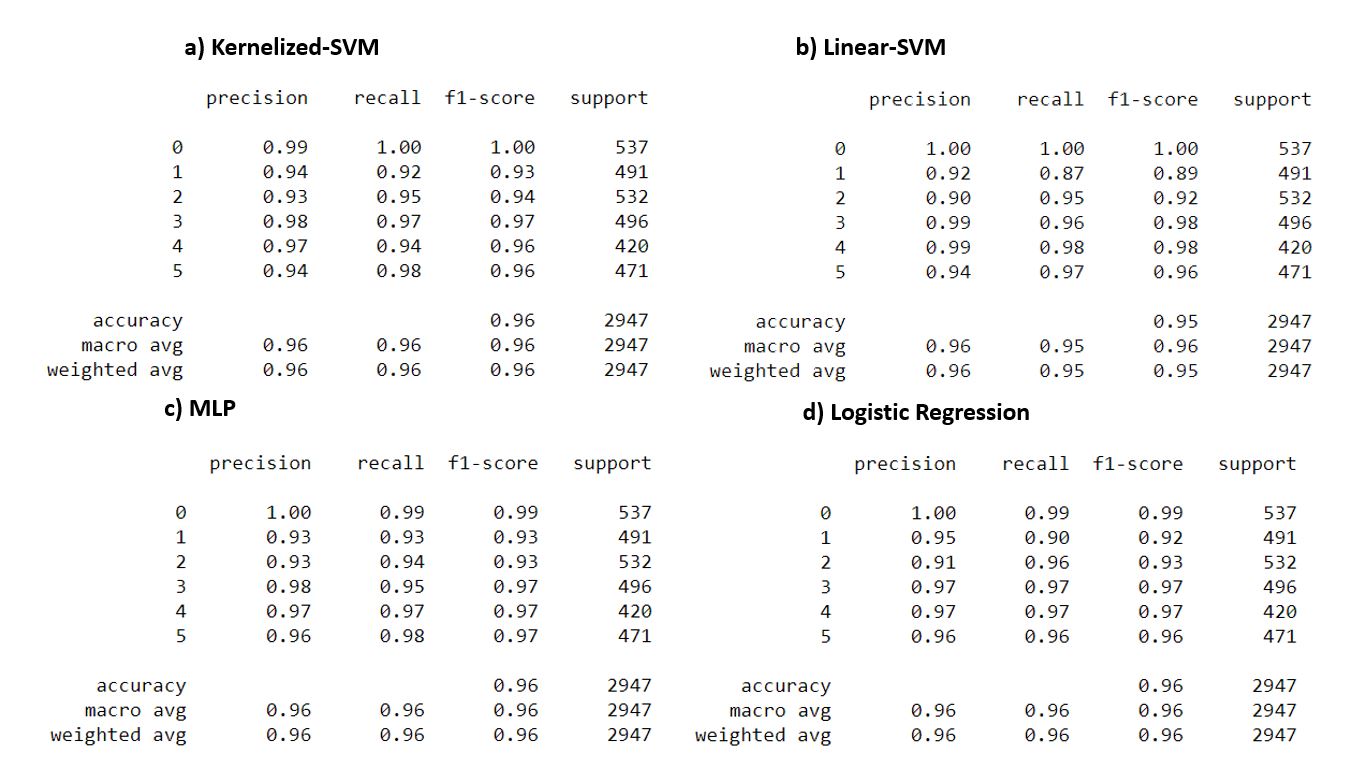 a) Kernelized-SVM
precision recall f1-score support
0 0.99 1.00 1.00 537
1 0.94 0.92 0.93 491
2 0.93 0.95 0.94 532
3 0.98 0.97 0.97 496
4 0.97 0.94 0.96 420
5 0.94 0.98 0.96 471
accuracy 0.96 2947
macro avg 0.96 0.96 0.96 2947
weighted avg 0.96 0.96 0.96 2947
b) Linear-SVM
precision recall f1-score support
0 1.00 1.00 1.00 537
1 0.92 0.87 0.89 491
2 0.90 0.95 0.92 532
3 0.99 0.96 0.98 496
4 0.99 0.98 0.98 420
5 0.94 0.97 0.96 471
accuracy 0.95 2947
macro avg 0.96 0.95 0.96 2947
weighted avg 0.96 0.95 0.95 2947
c) MLP
precision recall f1-score support
0 1.00 0.99 0.99 537
1 0.93 0.93 0.93 491
2 0.93 0.94 0.93 532
3 0.98 0.95 0.97 496
4 0.97 0.97 0.97 420
5 0.96 0.98 0.97 471
accuracy 0.96 2947
macro avg 0.96 0.96 0.96 2947
weighted avg 0.96 0.96 0.96 2947
d) Logistic Regression
precision recall f1-score support
0 1.00 0.99 0.99 537
1 0.95 0.90 0.92 491
2 0.91 0.96 0.93 532
3 0.97 0.97 0.97 496
4 0.97 0.97 0.97 420
5 0.96 0.96 0.96 471
accuracy 0.96 2947
macro avg 0.96 0.96 0.96 2947
weighted avg 0.96 0.96 0.96 2947